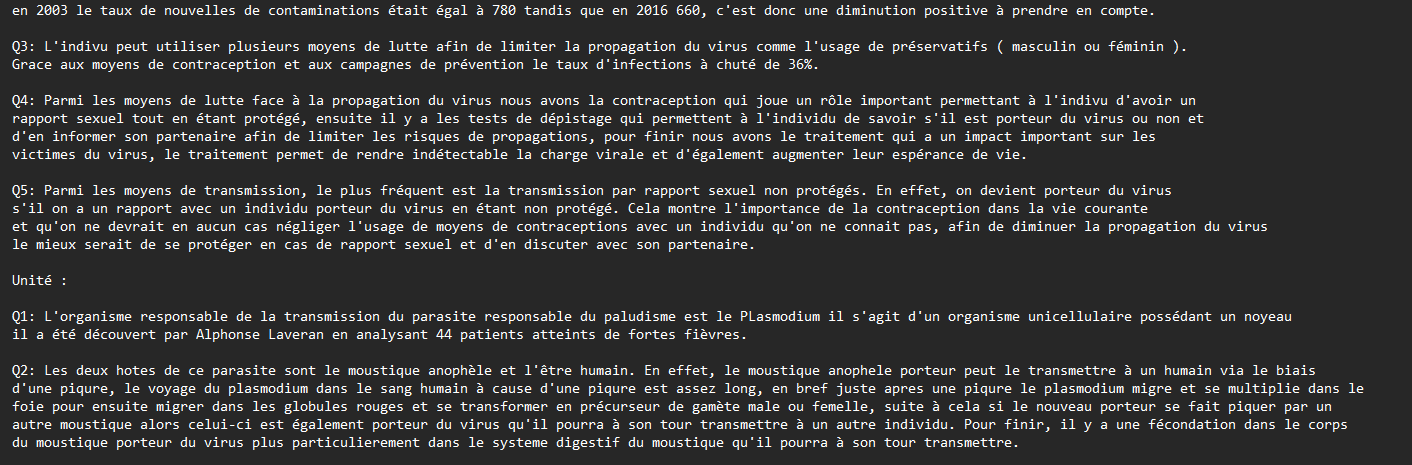 en 2003 le taux de nouvelles de contaminations était égal à 780 tandis que en 2016 660, c'est donc une diminution positive à prendre en compte.
Q3: L'indivu peut utiliser plusieurs moyens de lutte afin de limiter la propagation du virus comme l'usage de préservatifs ( masculin ou féminin ).
Grace aux moyens de contraception et aux campagnes de prévention le taux d'infections à chuté de 36%.
Q4: Parmi les moyens de lutte face à la propagation du virus nous avons la contraception qui joue un rôle important permettant à l'indivu d'avoir un
rapport sexuel tout en étant protégé, ensuite il y a les tests de dépistage qui permettent à l'individu de savoir s'il est porteur du virus ou non et
d'en informer son partenaire afin de limiter les risques de propagations, pour finir nous avons le traitement qui a un impact important sur les
victimes du virus, le traitement permet de rendre indétectable la charge virale et d'également augmenter leur espérance de vie.
Q5: Parmi les moyens de transmission, le plus fréquent est la transmission par rapport sexuel non protégés. En effet, on devient porteur du virus
s'il on a un rapport avec un individu porteur du virus en étant non protégé. Cela montre l'importance de la contraception dans la vie courante
et qu'on ne devrait en aucun cas négliger l'usage de moyens de contraceptions avec un individu qu'on ne connait pas, afin de diminuer la propagation du virus
le mieux serait de se protéger en cas de rapport sexuel et d'en discuter avec son partenaire.
Unité :
Q1: L'organisme responsable de la transmission du parasite responsable du paludisme est le PLasmodium il s'agit d'un organisme unicellulaire possédant un noyeau
il a été découvert par Alphonse Laveran en analysant 44 patients atteints de fortes fièvres.
Q2: Les deux hotes de ce parasite sont le moustique anophèle et l'être humain. En effet, le moustique anophele porteur peut le transmettre à un humain via le biais
d'une piqure, le voyage du plasmodium dans le sang humain à cause d'une piqure est assez long, en bref juste apres une piqure le plasmodium migre et se multiplie dans le
foie pour ensuite migrer dans les globules rouges et se transformer en précurseur de gamète male ou femelle, suite à cela si le nouveau porteur se fait piquer par un
autre moustique alors celui-ci est également porteur du virus qu'il pourra à son tour transmettre à un autre individu. Pour finir, il y a une fécondation dans le corps
du moustique porteur du virus plus particulierement dans le systeme digestif du moustique qu'il pourra à son tour transmettre.